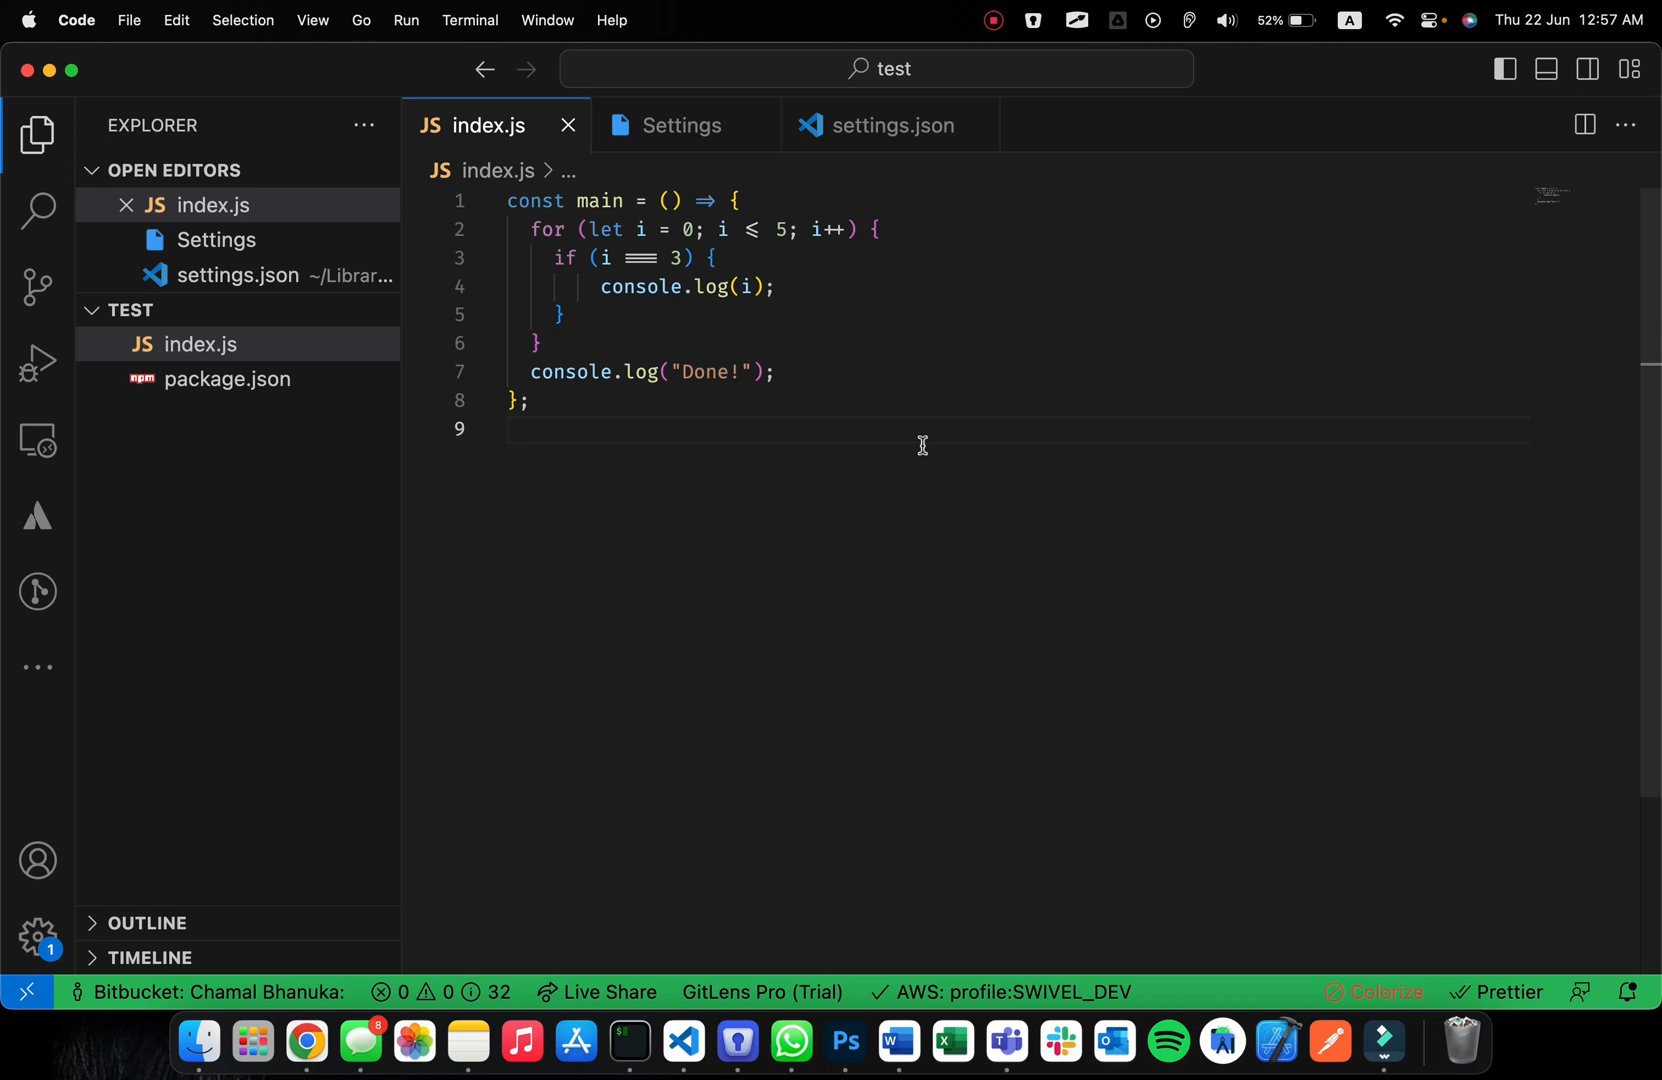 Code File Edit Selection View Go Run Terminal Window Help 52% A Thu 22 Jun 12:57 AM
test
EXPLORER ...
JS index.js Settings settings.json ...
OPEN EDITORS
JS index.js
Settings
settings.json ~/Librar...
TEST
JS index.js
npm package.json
OUTLINE
TIMELINE
JS index.js > ...
1 const main = () => {
2 for (let i = 0; i <= 5; i++) {
3 if (i === 3) {
4 console.log(i);
5 }
6 }
7 console.log("Done!");
8 };
9
1
Bitbucket: Chamal Bhanuka: 0 0 32 Live Share GitLens Pro (Trial) AWS: profile:SWIVEL_DEV Colorize Prettier
8 $ Ps W X T